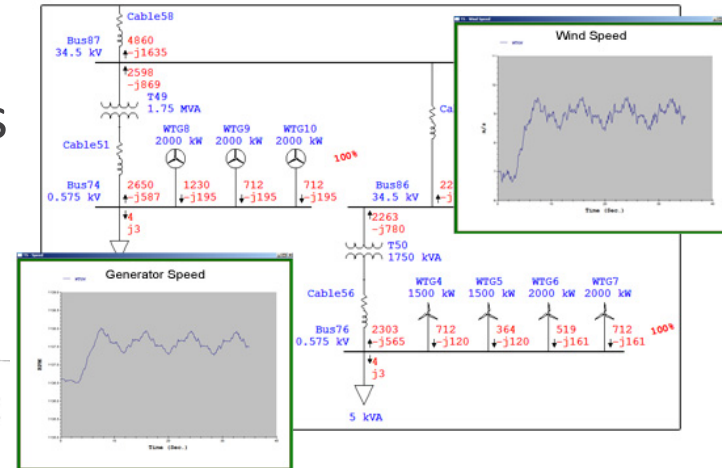 Cable58
Bus87
34.5 kV
4860
-j1635
2598
-j869
T49
1.75 MVA
Cable51
WTG8
2000 kW
WTG9
2000 kW
WTG10
2000 kW
100%
Bus74
0.575 kV
2650
-j587
1230
-j195
712
-j195
712
-j195
4
j3
s
Wind Speed
Time (Sec.)
Ca
Bus86
34.5 kV
22
2263
-j780
T50
1750 kVA
Cable56
WTG4
1500 kW
WTG5
1500 kW
WTG6
2000 kW
WTG7
2000 kW
Bus76
0.575 kV
2303
-j565
712
-j120
364
-j120
519
-j161
712
-j161
100%
4
j3
5 kVA
Generator Speed
RPM
Time (Sec.)